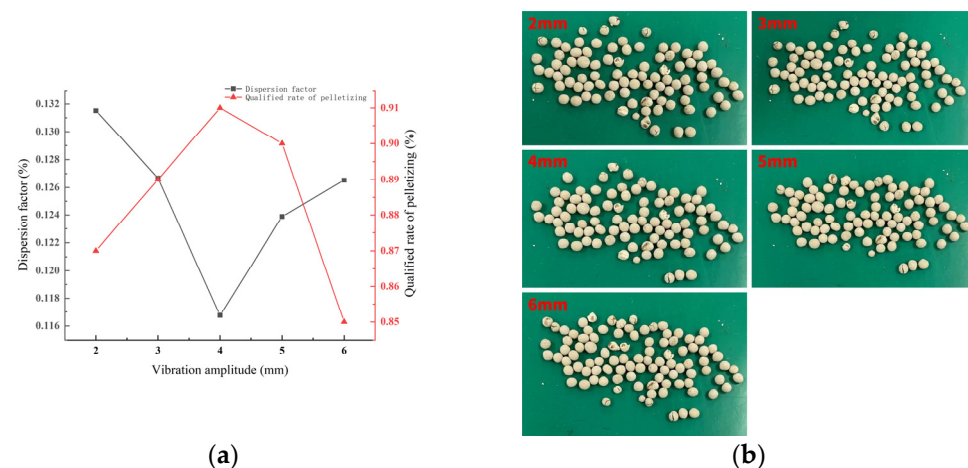 Dispersion factor
Qualified rate of pelletizing
0.132
0.130
0.128
0.126
0.124
0.122
0.120
0.118
0.116
Dispersion factor (%)
0.91
0.90
0.89
0.88
0.87
0.86
0.85
Qualified rate of pelletizing (%)
2 3 4 5 6
Vibration amplitude (mm)
(a)
2mm
3mm
4mm
5mm
6mm
(b)